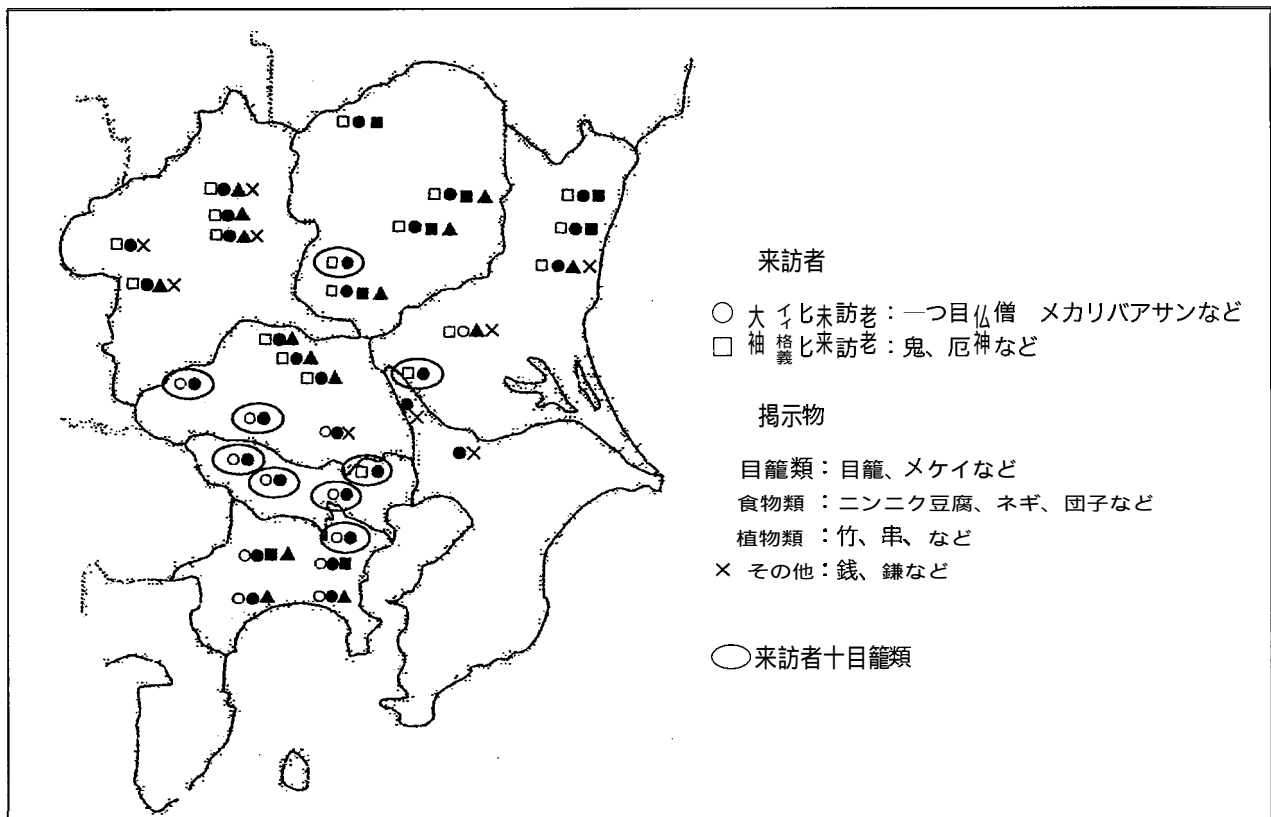 来訪者
○ 大イィヒ未訪老：一つ目仏僧 メカリバアサンなど
□ 袖格義ヒ来訪老：鬼、厄神など
掲示物
目籠類：目籠、メケイなど
食物類：ニンニク豆腐、ネギ、団子など
植物類：竹、串、など
× その他：銭、鎌など
来訪者十目籠類